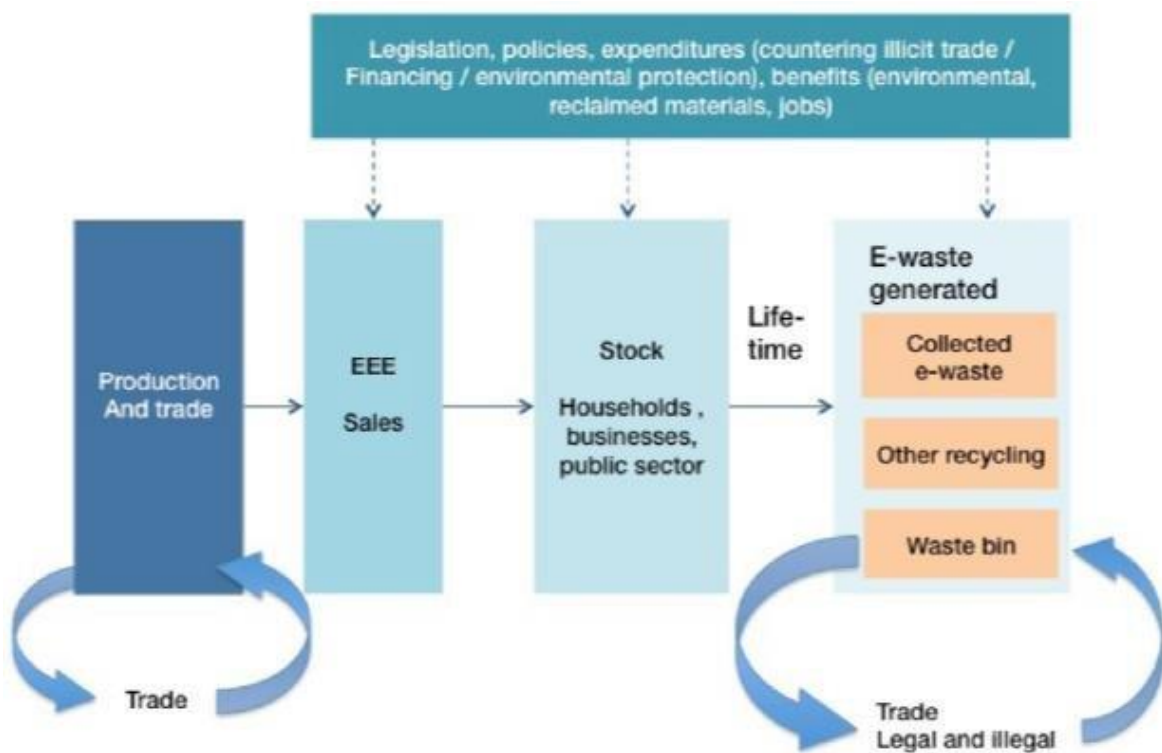 Legislation, policies, expenditures (countering illicit trade /
Financing / environmental protection), benefits (environmental,
reclaimed materials, jobs)
Production
And trade
EEE
Sales
Stock
Households ,
businesses,
public sector
Life-
time
E-waste
generated
Collected
e-waste
Other recycling
Waste bin
Trade
Trade
Legal and illegal